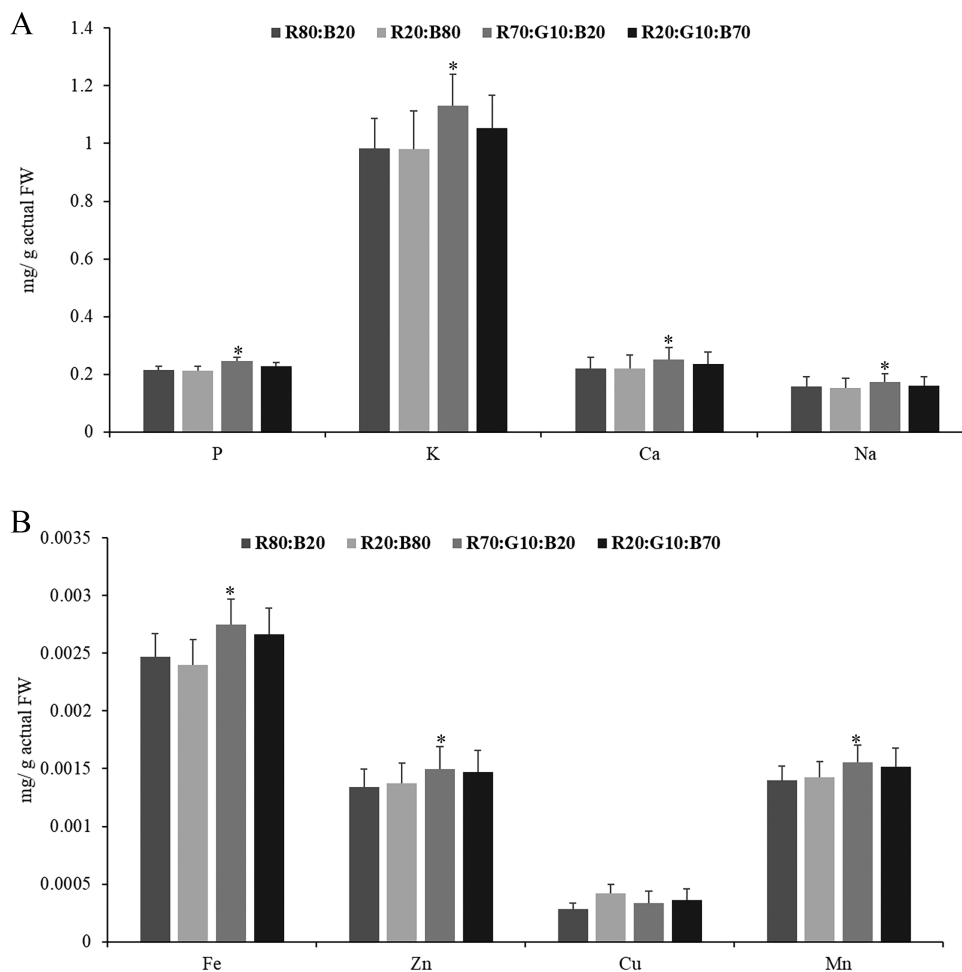 A
R80:B20 R20:B80 R70:G10:B20 R20:G10:B70
1.4
1.2
1
0.8
0.6
0.4
0.2
0
mg/ g actual FW
* * * *
P K Ca Na
B
R80:B20 R20:B80 R70:G10:B20 R20:G10:B70
0.0035
0.003
0.0025
0.002
0.0015
0.001
0.0005
0
mg/ g actual FW
* * *
Fe Zn Cu Mn